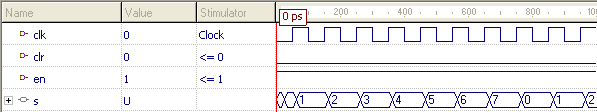 Name Value Stimulator 200 400 600 800
0 ps
clk 0 Clock
clr 0 <= 0
en 1 <= 1
s U 1 2 3 4 5 6 7 0 1 2